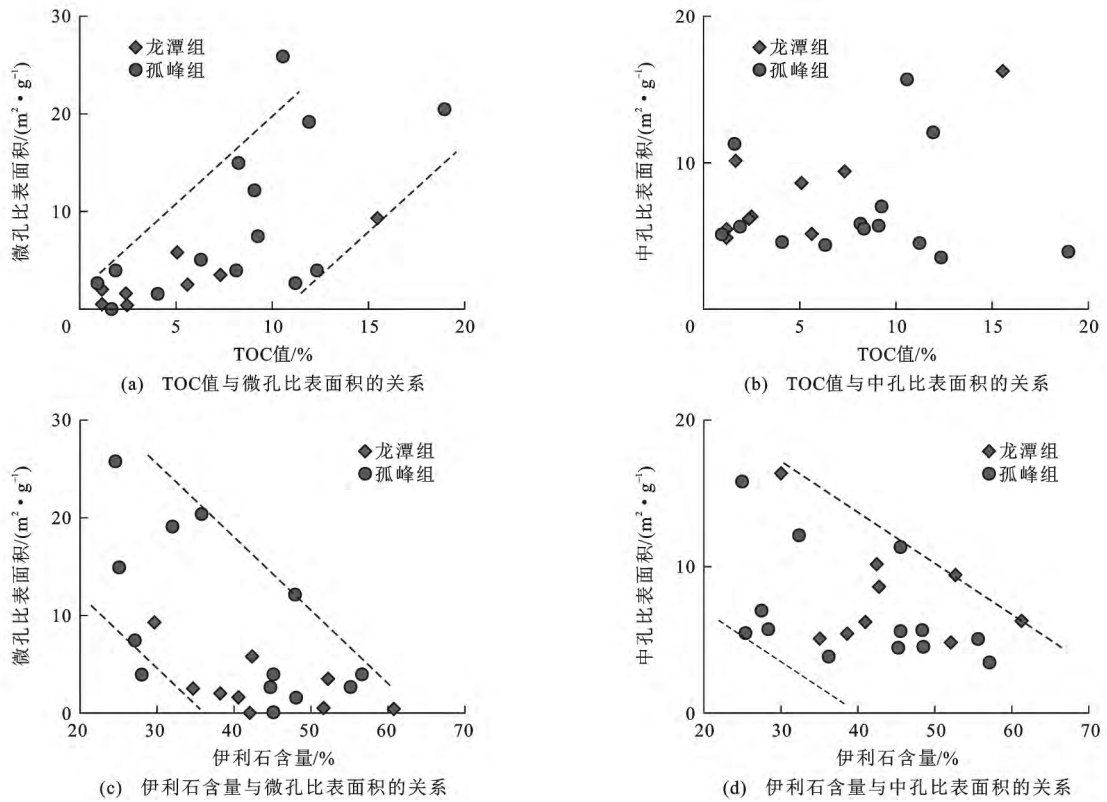 30
20
10
0
5
10
15
20
微孔比表面积/(m²·g⁻¹)
龙潭组
孤峰组
TOC值/%
(a) TOC值与微孔比表面积的关系
20
10
0
5
10
15
20
中孔比表面积/(m²·g⁻¹)
龙潭组
孤峰组
TOC值/%
(b) TOC值与中孔比表面积的关系
30
20
10
0
20
30
40
50
60
70
微孔比表面积/(m²·g⁻¹)
龙潭组
孤峰组
伊利石含量/%
(c) 伊利石含量与微孔比表面积的关系
20
10
0
20
30
40
50
60
70
中孔比表面积/(m²·g⁻¹)
龙潭组
孤峰组
伊利石含量/%
(d) 伊利石含量与中孔比表面积的关系